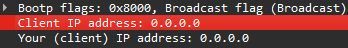 Bootp flags: 0x8000, Broadcast flag (Broadcast)
Client IP address: 0.0.0.0
Your (client) IP address: 0.0.0.0